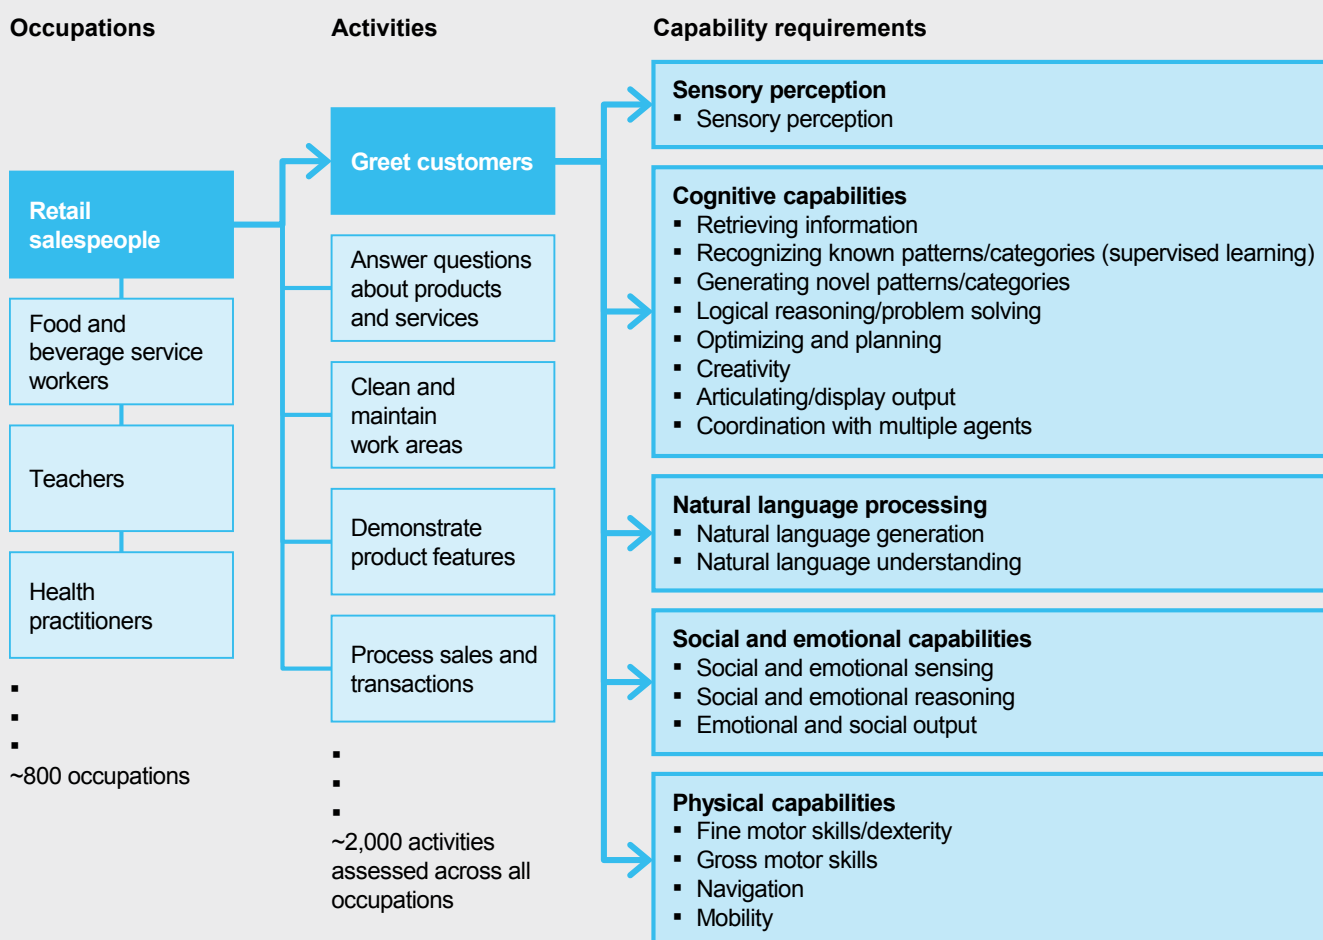 Occupations
Activities
Capability requirements
Retail
salespeople
Food and
beverage service
workers
Teachers
Health
practitioners
▪
▪
▪
~800 occupations
Greet customers
Answer questions
about products
and services
Clean and
maintain
work areas
Demonstrate
product features
Process sales and
transactions
▪
▪
▪
~2,000 activities
assessed across all
occupations
Sensory perception
▪ Sensory perception
Cognitive capabilities
▪ Retrieving information
▪ Recognizing known patterns/categories (supervised learning)
▪ Generating novel patterns/categories
▪ Logical reasoning/problem solving
▪ Optimizing and planning
▪ Creativity
▪ Articulating/display output
▪ Coordination with multiple agents
Natural language processing
▪ Natural language generation
▪ Natural language understanding
Social and emotional capabilities
▪ Social and emotional sensing
▪ Social and emotional reasoning
▪ Emotional and social output
Physical capabilities
▪ Fine motor skills/dexterity
▪ Gross motor skills
▪ Navigation
▪ Mobility